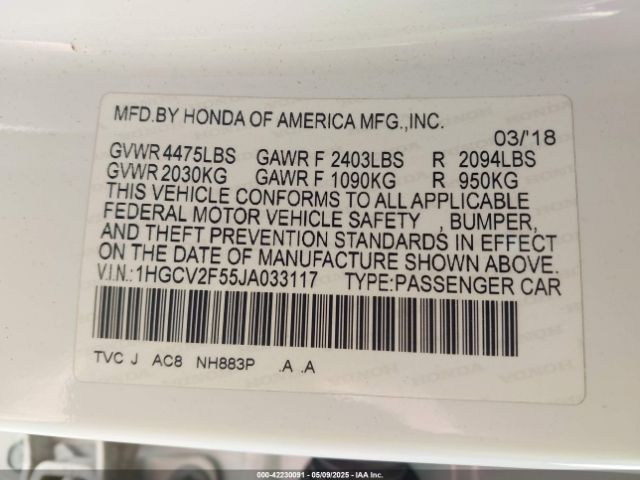 MFD.BY HONDA OF AMERICA MFG.,INC.
03/'18
GVWR 4475LBS GAWR F 2403LBS R 2094LBS
GVWR 2030KG GAWR F 1090KG R 950KG
THIS VEHICLE CONFORMS TO ALL APPLICABLE
FEDERAL MOTOR VEHICLE SAFETY , BUMPER,
AND THEFT PREVENTION STANDARDS IN EFFECT
ON THE DATE OF MANUFACTURE SHOWN ABOVE.
V.I.N.:1HGCV2F55JA033117 TYPE:PASSENGER CAR
TVC J AC8 NH883P .A .A
000-42230091 - 05/09/2025 - IAA Inc.